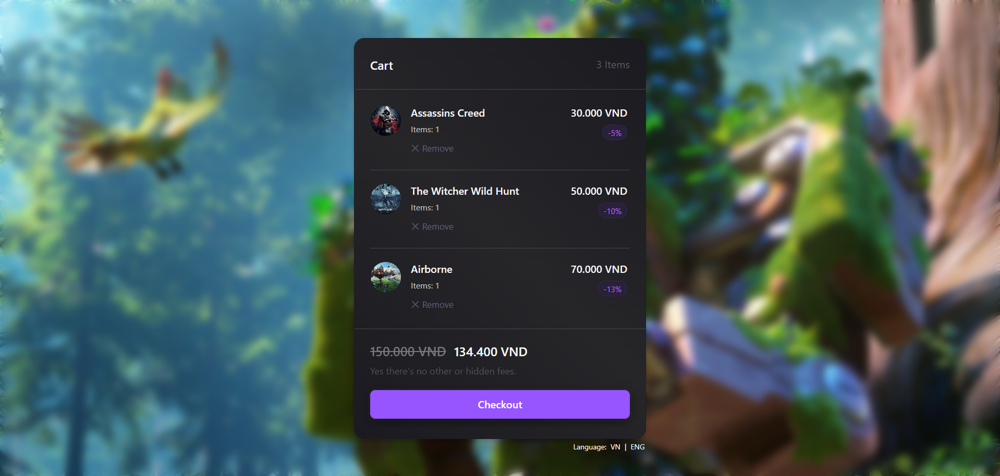 Cart
3 Items
Assassins Creed
30.000 VND
Items: 1
-5%
Remove
The Witcher Wild Hunt
50.000 VND
Items: 1
-10%
Remove
WITCHER
Airborne
70.000 VND
Items: 1
-13%
Remove
150.000 VND 134.400 VND
Yes there's no other or hidden fees.
Checkout
Language: VN | ENG